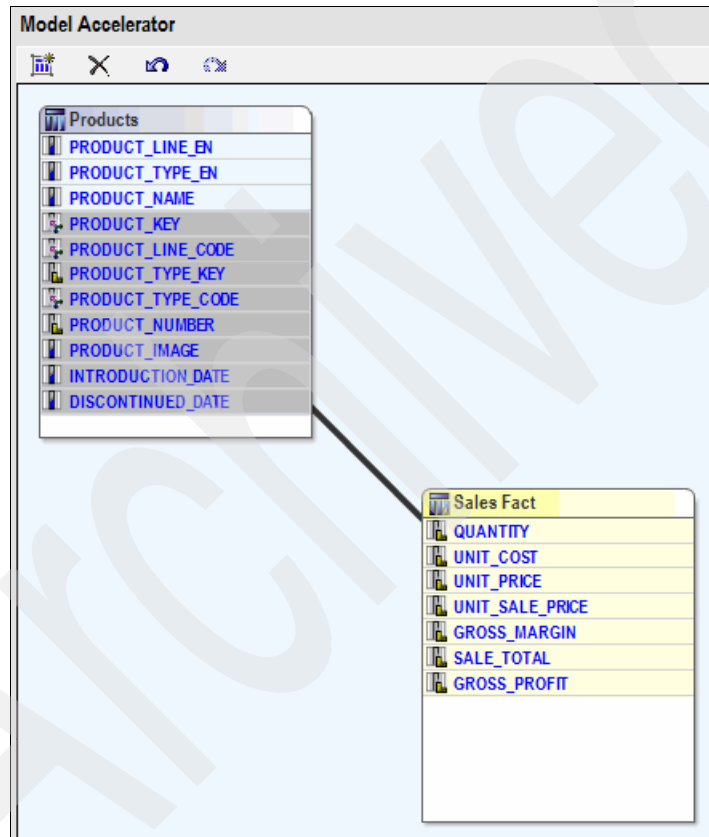 Model Accelerator
Products
PRODUCT_LINE_EN
PRODUCT_TYPE_EN
PRODUCT_NAME
PRODUCT_KEY
PRODUCT_LINE_CODE
PRODUCT_TYPE_KEY
PRODUCT_TYPE_CODE
PRODUCT_NUMBER
PRODUCT_IMAGE
INTRODUCTION_DATE
DISCONTINUED_DATE
Sales Fact
QUANTITY
UNIT_COST
UNIT_PRICE
UNIT_SALE_PRICE
GROSS_MARGIN
SALE_TOTAL
GROSS_PROFIT
Archived